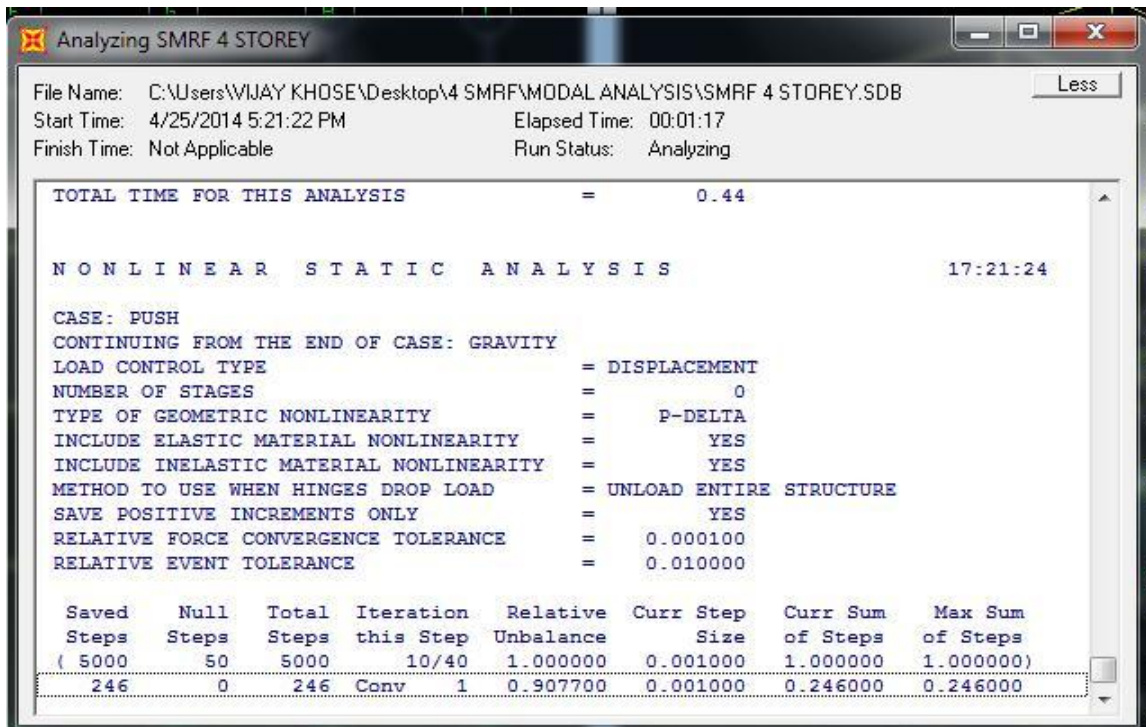 Analyzing SMRF 4 STOREY
File Name: C:\Users\VIJAY KHOSE\Desktop\4 SMRF\MODAL ANALYSIS\SMRF 4 STOREY.SDB
Less
Start Time: 4/25/2014 5:21:22 PM Elapsed Time: 00:01:17
Finish Time: Not Applicable Run Status: Analyzing
TOTAL TIME FOR THIS ANALYSIS = 0.44
N O N L I N E A R S T A T I C A N A L Y S I S 17:21:24
CASE: PUSH
CONTINUING FROM THE END OF CASE: GRAVITY
LOAD CONTROL TYPE = DISPLACEMENT
NUMBER OF STAGES = 0
TYPE OF GEOMETRIC NONLINEARITY = P-DELTA
INCLUDE ELASTIC MATERIAL NONLINEARITY = YES
INCLUDE INELASTIC MATERIAL NONLINEARITY = YES
METHOD TO USE WHEN HINGES DROP LOAD = UNLOAD ENTIRE STRUCTURE
SAVE POSITIVE INCREMENTS ONLY = YES
RELATIVE FORCE CONVERGENCE TOLERANCE = 0.000100
RELATIVE EVENT TOLERANCE = 0.010000
Saved Null Total Iteration Relative Curr Step Curr Sum Max Sum
Steps Steps Steps this Step Unbalance Size of Steps of Steps
( 5000 50 5000 10/40 1.000000 0.001000 1.000000 1.000000)
246 0 246 Conv 1 0.907700 0.001000 0.246000 0.246000